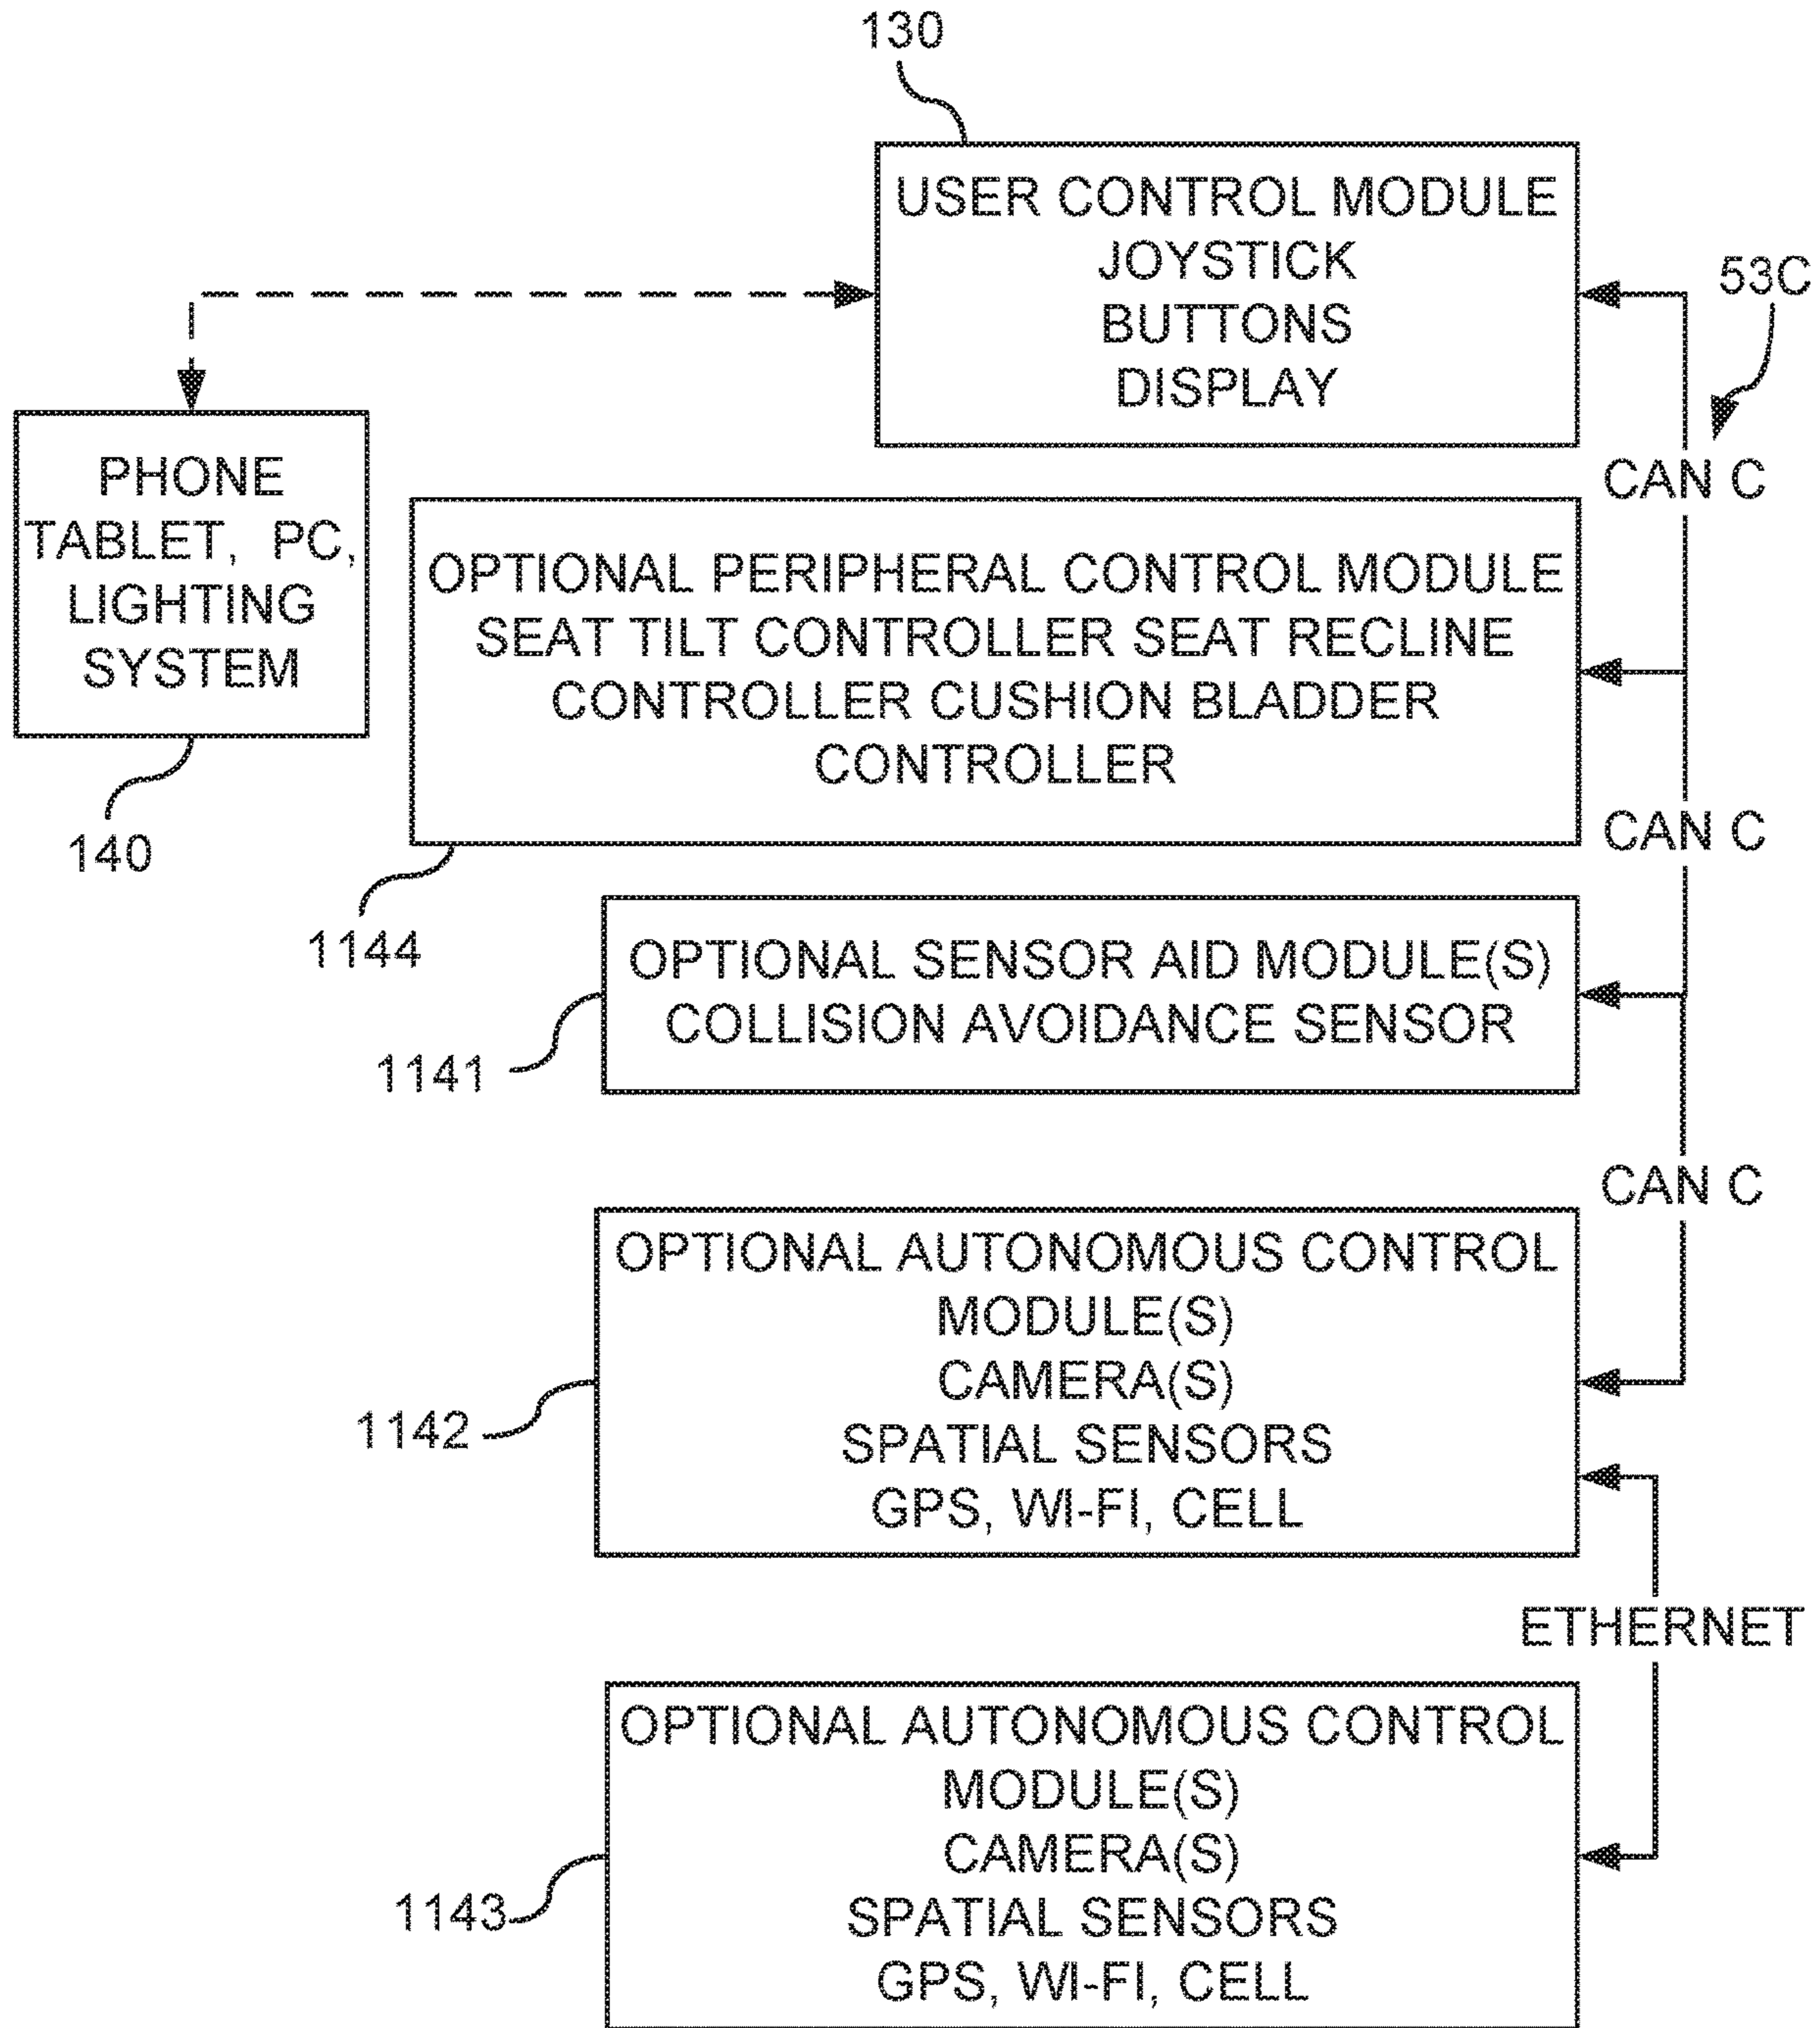 130
USER CONTROL MODULE
JOYSTICK
BUTTONS
DISPLAY
53C
CAN C
PHONE
TABLET, PC,
LIGHTING
SYSTEM
140
OPTIONAL PERIPHERAL CONTROL MODULE
SEAT TILT CONTROLLER SEAT RECLINE
CONTROLLER CUSHION BLADDER
CONTROLLER
CAN C
1144
OPTIONAL SENSOR AID MODULE(S)
COLLISION AVOIDANCE SENSOR
1141
CAN C
OPTIONAL AUTONOMOUS CONTROL
MODULE(S)
CAMERA(S)
SPATIAL SENSORS
GPS, WI-FI, CELL
1142
ETHERNET
OPTIONAL AUTONOMOUS CONTROL
MODULE(S)
CAMERA(S)
SPATIAL SENSORS
GPS, WI-FI, CELL
1143